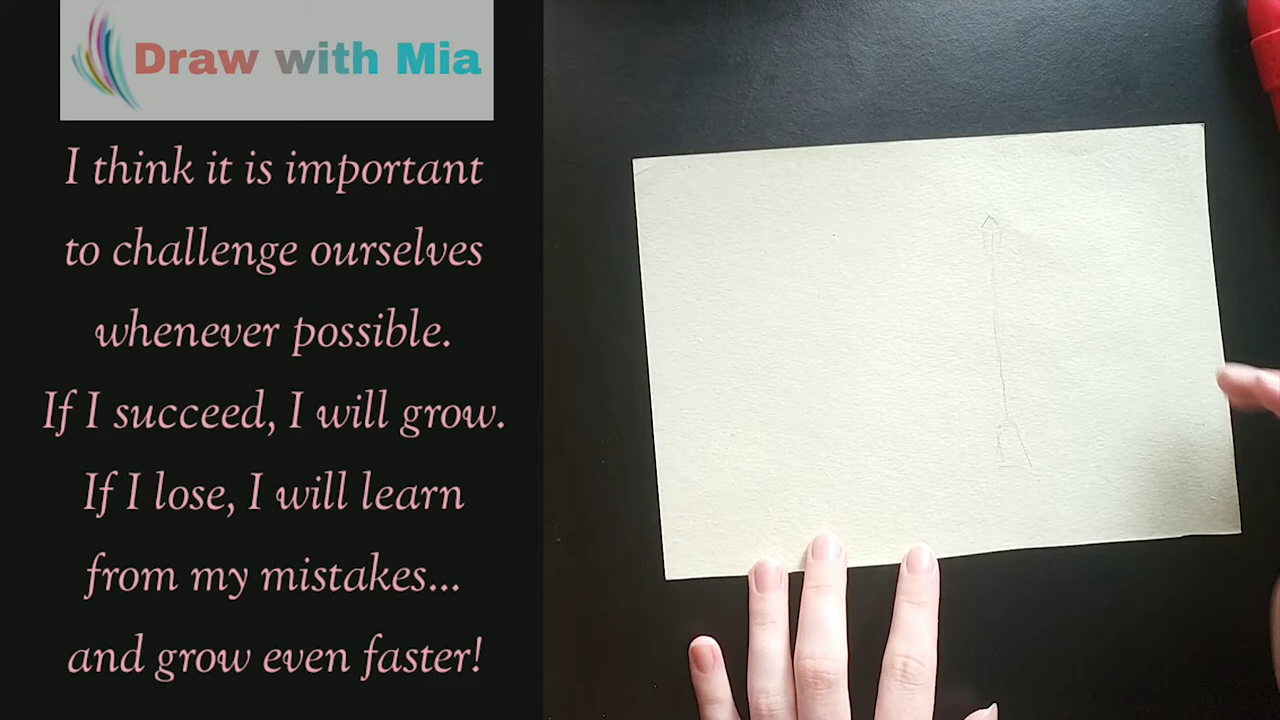 Draw with Mia
I think it is important
to challenge ourselves
whenever possible.
If I succeed, I will grow.
If I lose, I will learn
from my mistakes...
and grow even faster!